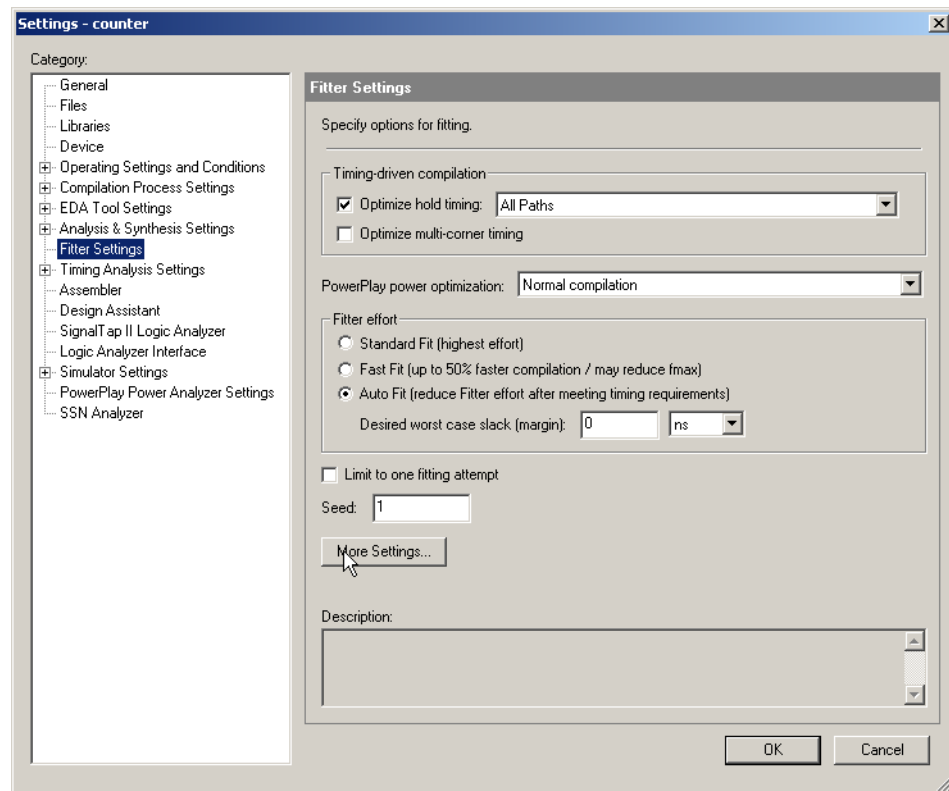 Settings - counter
Category:
General
Files
Libraries
Device
Operating Settings and Conditions
Compilation Process Settings
EDA Tool Settings
Analysis & Synthesis Settings
Fitter Settings
Timing Analysis Settings
Assembler
Design Assistant
SignalTap II Logic Analyzer
Logic Analyzer Interface
Simulator Settings
PowerPlay Power Analyzer Settings
SSN Analyzer
Fitter Settings
Specify options for fitting.
Timing-driven compilation
Optimize hold timing: All Paths
Optimize multi-corner timing
PowerPlay power optimization: Normal compilation
Fitter effort
Standard Fit (highest effort)
Fast Fit (up to 50% faster compilation / may reduce fmax)
Auto Fit (reduce Fitter effort after meeting timing requirements)
Desired worst case slack (margin): 0 ns
Limit to one fitting attempt
Seed: 1
More Settings...
Description:
OK Cancel